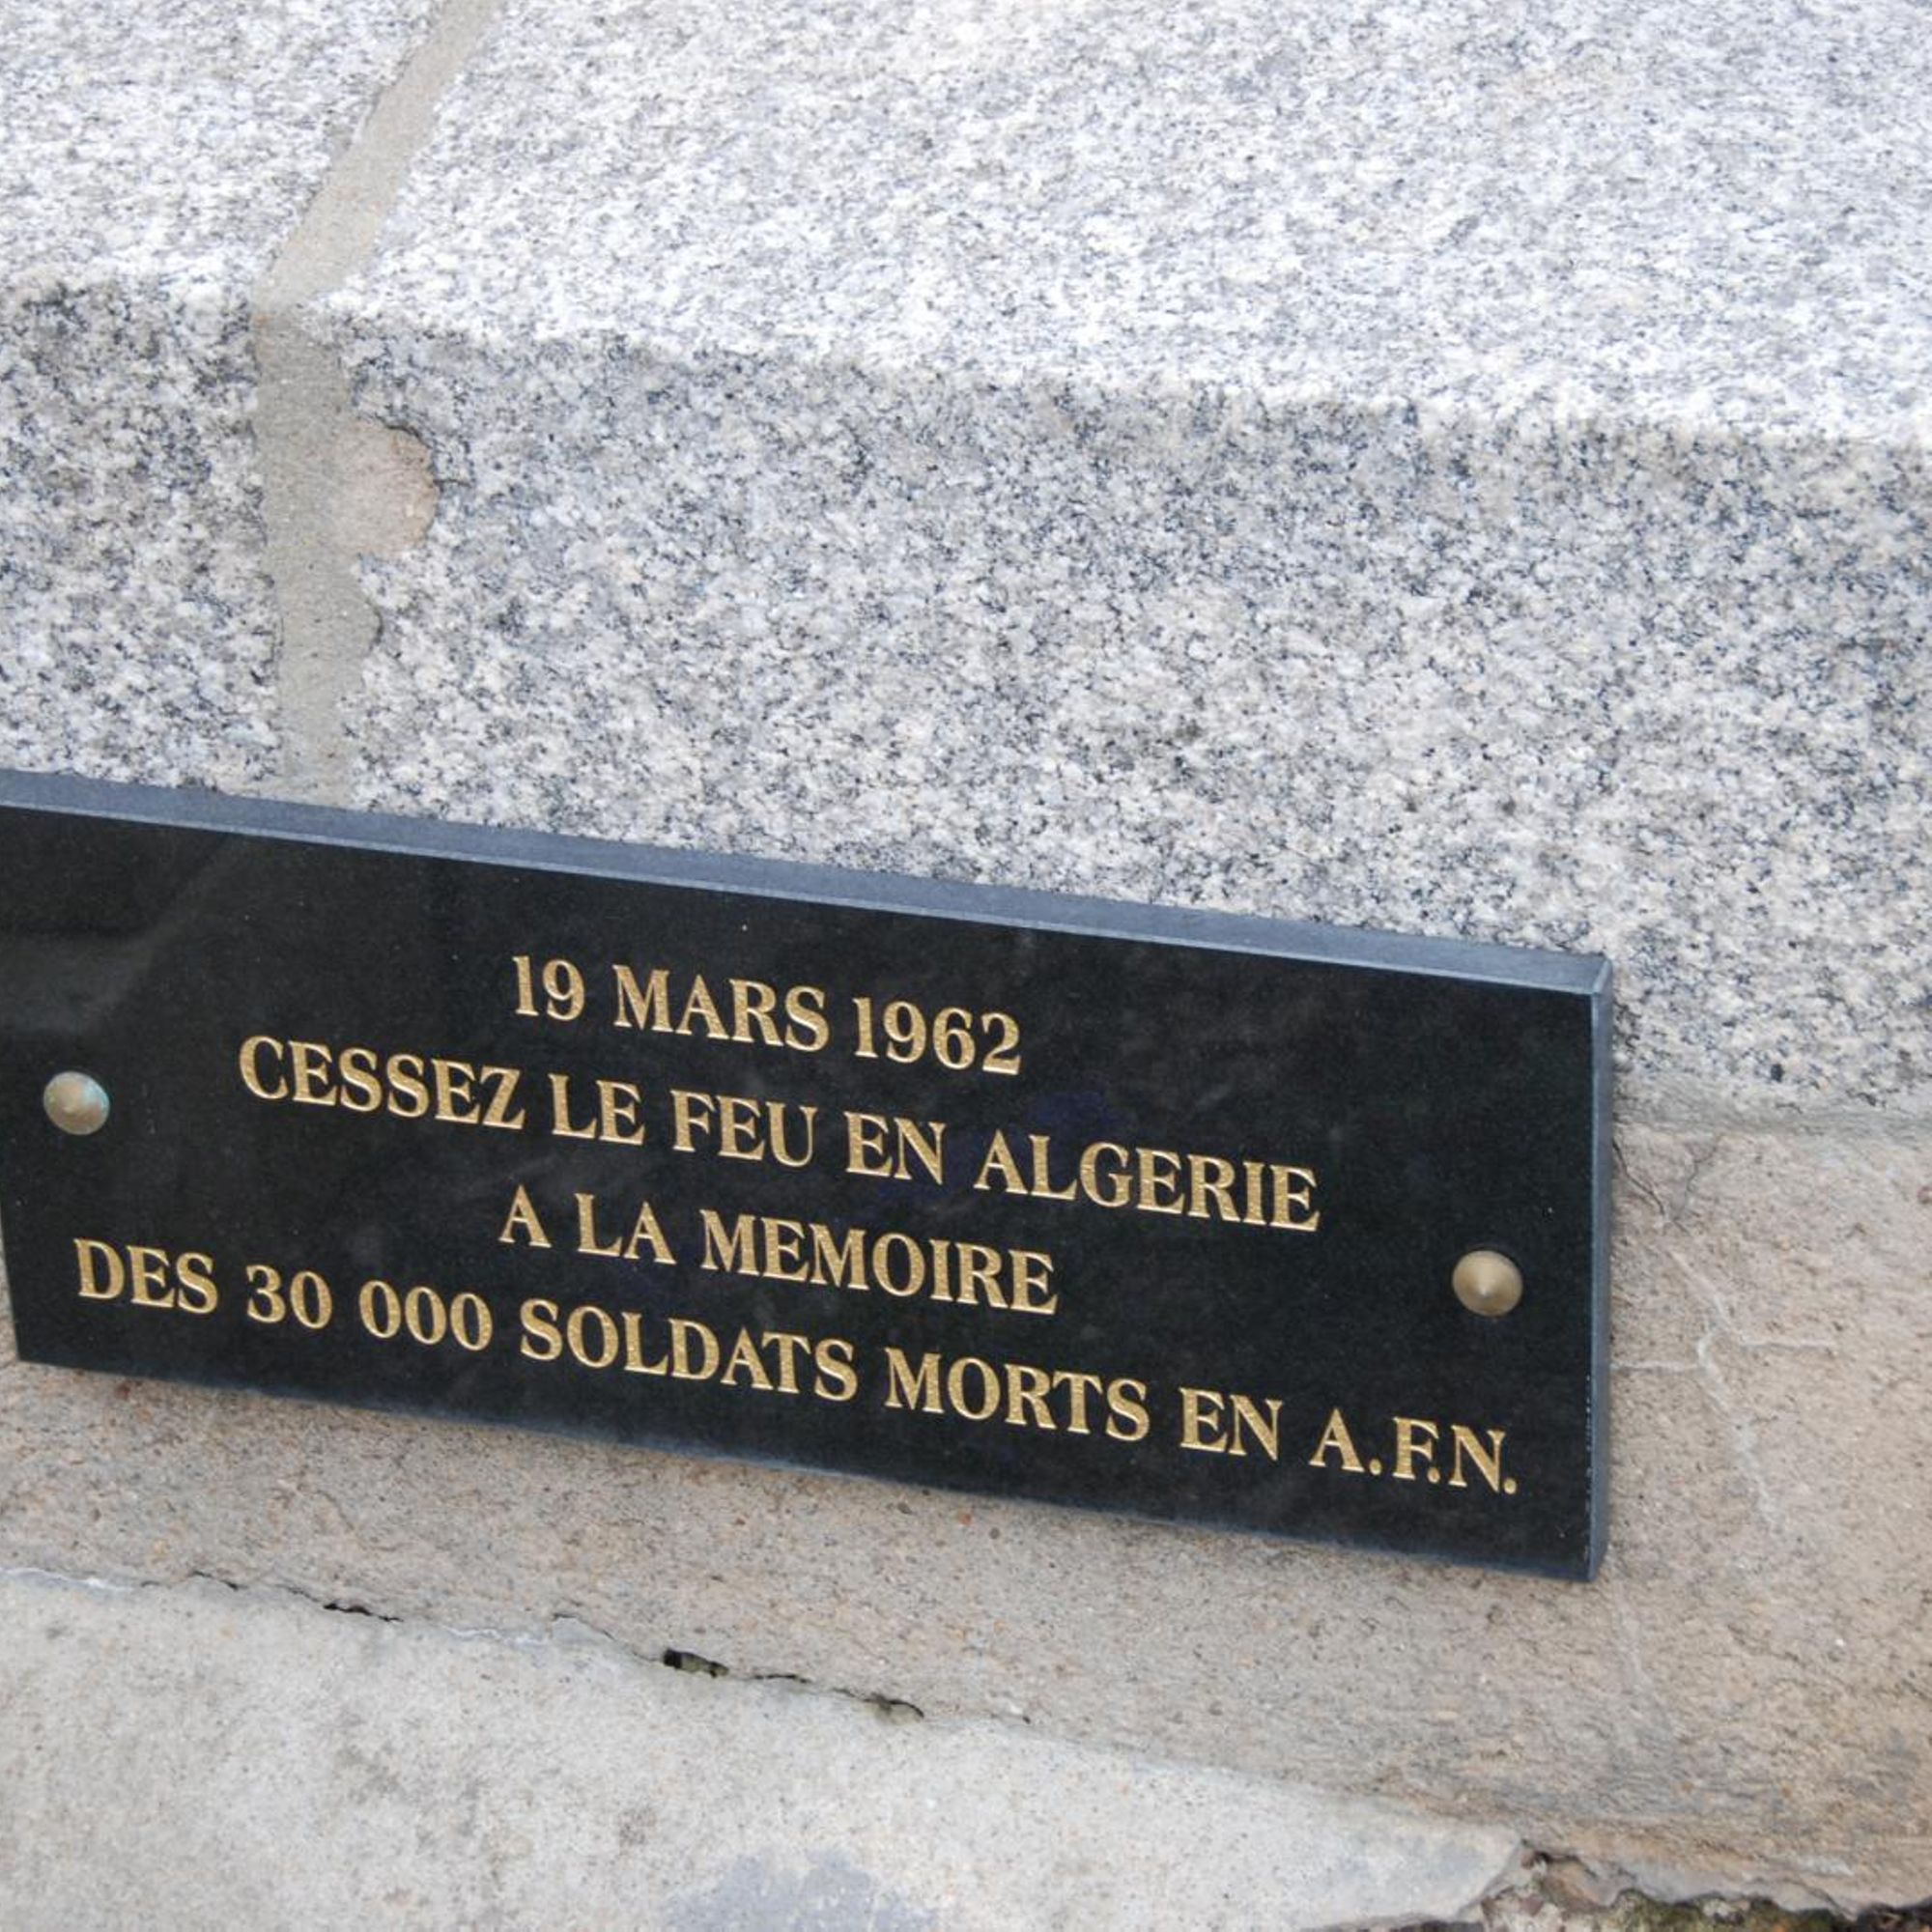 19 MARS 1962
CESSEZ LE FEU EN ALGERIE
A LA MEMOIRE
DES 30 000 SOLDATS MORTS EN A.F.N.